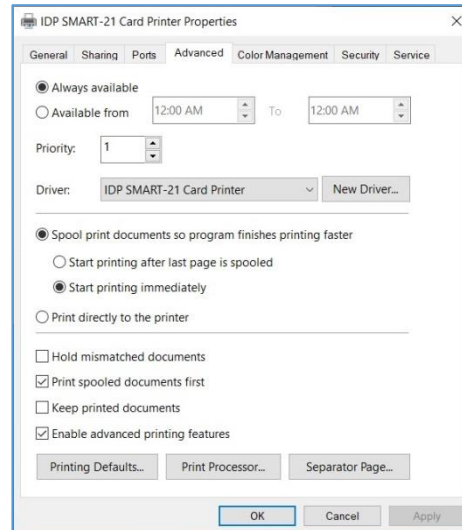 IDP SMART-21 Card Printer Properties
General Sharing Ports Advanced Color Management Security Service
Always available
Available from 12:00 AM To 12:00 AM
Priority: 1
Driver: IDP SMART-21 Card Printer New Driver...
Spool print documents so program finishes printing faster
Start printing after last page is spooled
Start printing immediately
Print directly to the printer
Hold mismatched documents
Print spooled documents first
Keep printed documents
Enable advanced printing features
Printing Defaults... Print Processor... Separator Page...
OK Cancel Apply